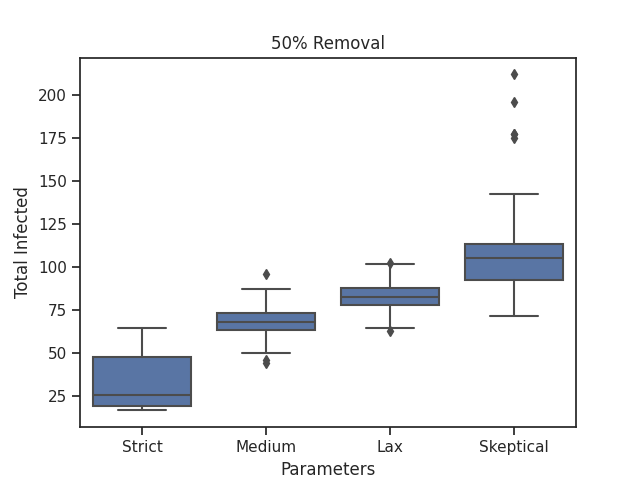 50% Removal
Total Infected
200
175
150
125
100
75
50
25
Strict
Medium
Lax
Skeptical
Parameters